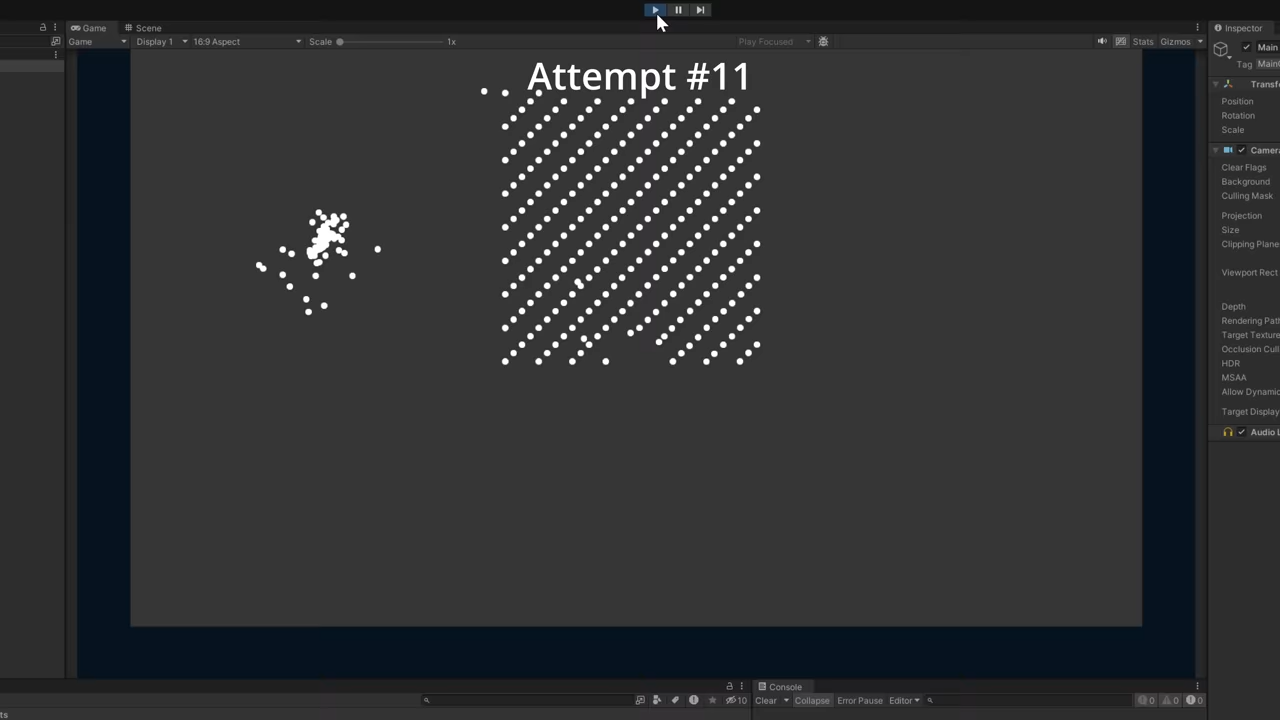 Game
Scene
Inspector
Game
Display 1
16:9 Aspect
Scale
1x
Play Focused
Stats
Gizmos
Main
Tag
Attempt #11
Position
Rotation
Scale
Clear Flags
Background
Culling Mask
Projection
Size
Clipping Plane
Viewport Rect
Depth
Rendering Path
Target Texture
Occlusion Cull
HDR
MSAA
Allow Dynamic
Target Display
Audio L
10
Console
Clear
Collapse
Error Pause
Editor
0
0
0
ts